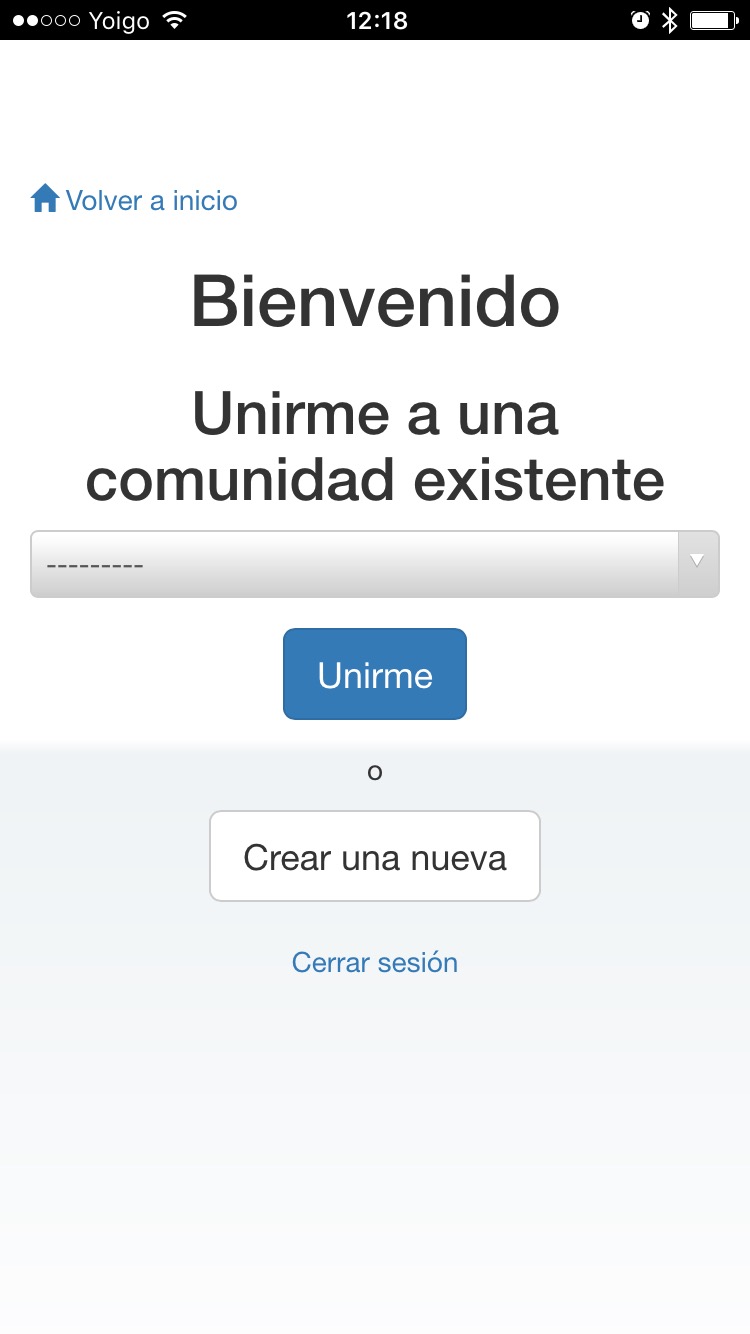 Yoigo 12:18
Volver a inicio
Bienvenido
Unirme a una
comunidad existente
---------
Unirme
o
Crear una nueva
Cerrar sesión